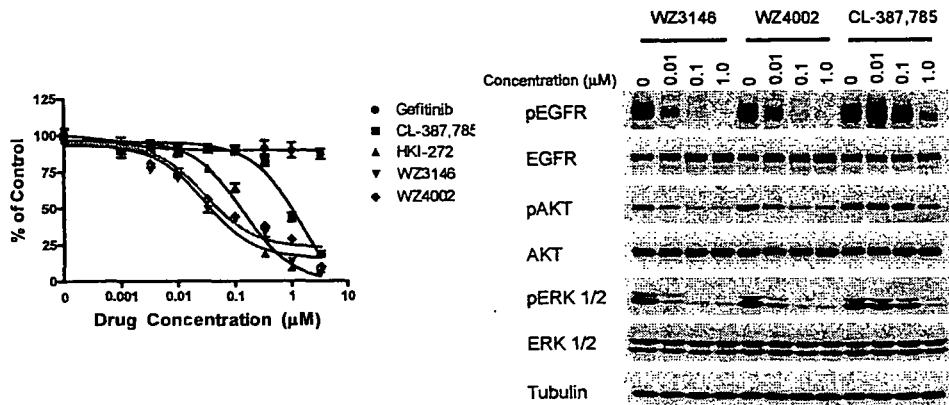 125
100
75
50
25
0
% of Control
0 0.001 0.01 0.1 1 10
Drug Concentration (µM)
Gefitinib
CL-387,785
HKI-272
WZ3146
WZ4002
WZ3146 WZ4002 CL-387,785
Concentration (µM) 0 0.01 0.1 1.0 0 0.01 0.1 1.0 0 0.01 0.1 1.0
pEGFR
EGFR
pAKT
AKT
pERK 1/2
ERK 1/2
Tubulin